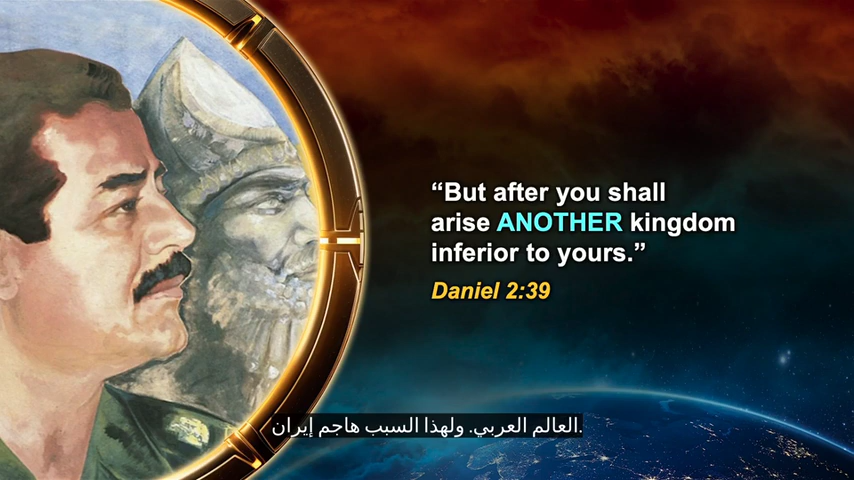 “But after you shall
arise ANOTHER kingdom
inferior to yours.”
Daniel 2:39
العالم العربي. ولهذا السبب هاجم إيران.